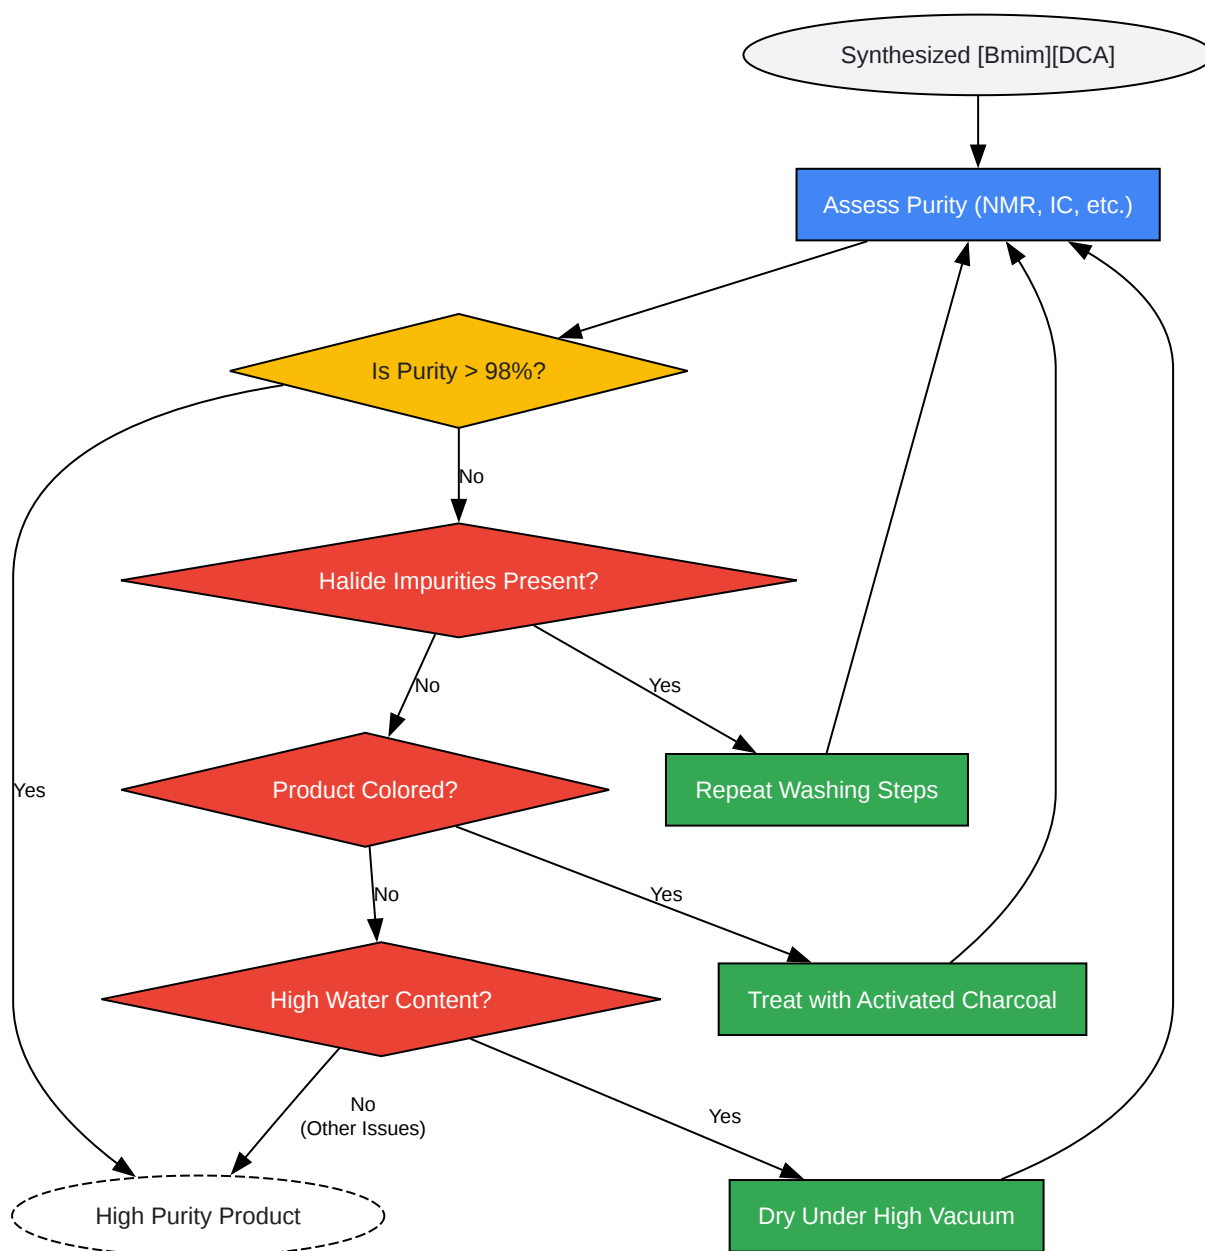 Synthesized [Bmim][DCA]
Assess Purity (NMR, IC, etc.)
Is Purity > 98%?
No
Halide Impurities Present?
No
Yes
Repeat Washing Steps
Product Colored?
Yes
No
Yes
High Water Content?
Treat with Activated Charcoal
No
(Other Issues)
Yes
High Purity Product
Dry Under High Vacuum